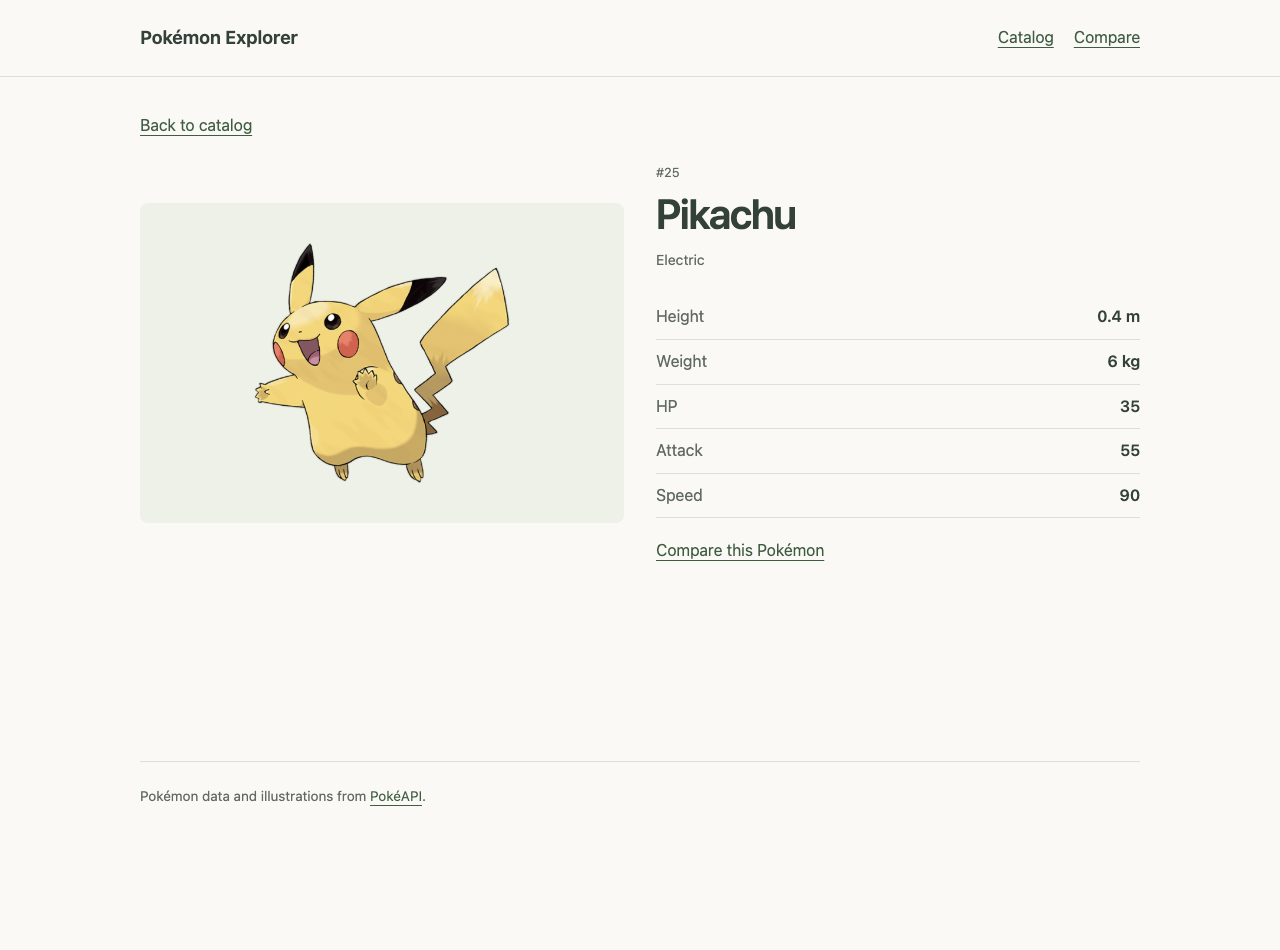 Pokémon Explorer
Catalog Compare
Back to catalog
#25
Pikachu
Electric
Height 0.4 m
Weight 6 kg
HP 35
Attack 55
Speed 90
Compare this Pokémon
Pokémon data and illustrations from PokéAPI.